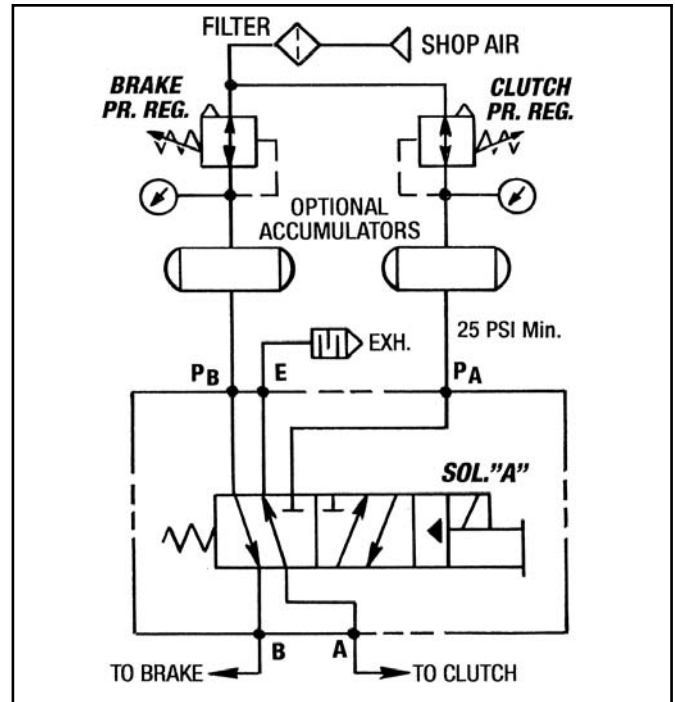 FILTER
SHOP AIR
BRAKE
PR. REG.
CLUTCH
PR. REG.
OPTIONAL
ACCUMULATORS
25 PSI Min.
EXH.
PB
E
PA
SOL."A"
B
A
TO BRAKE
TO CLUTCH